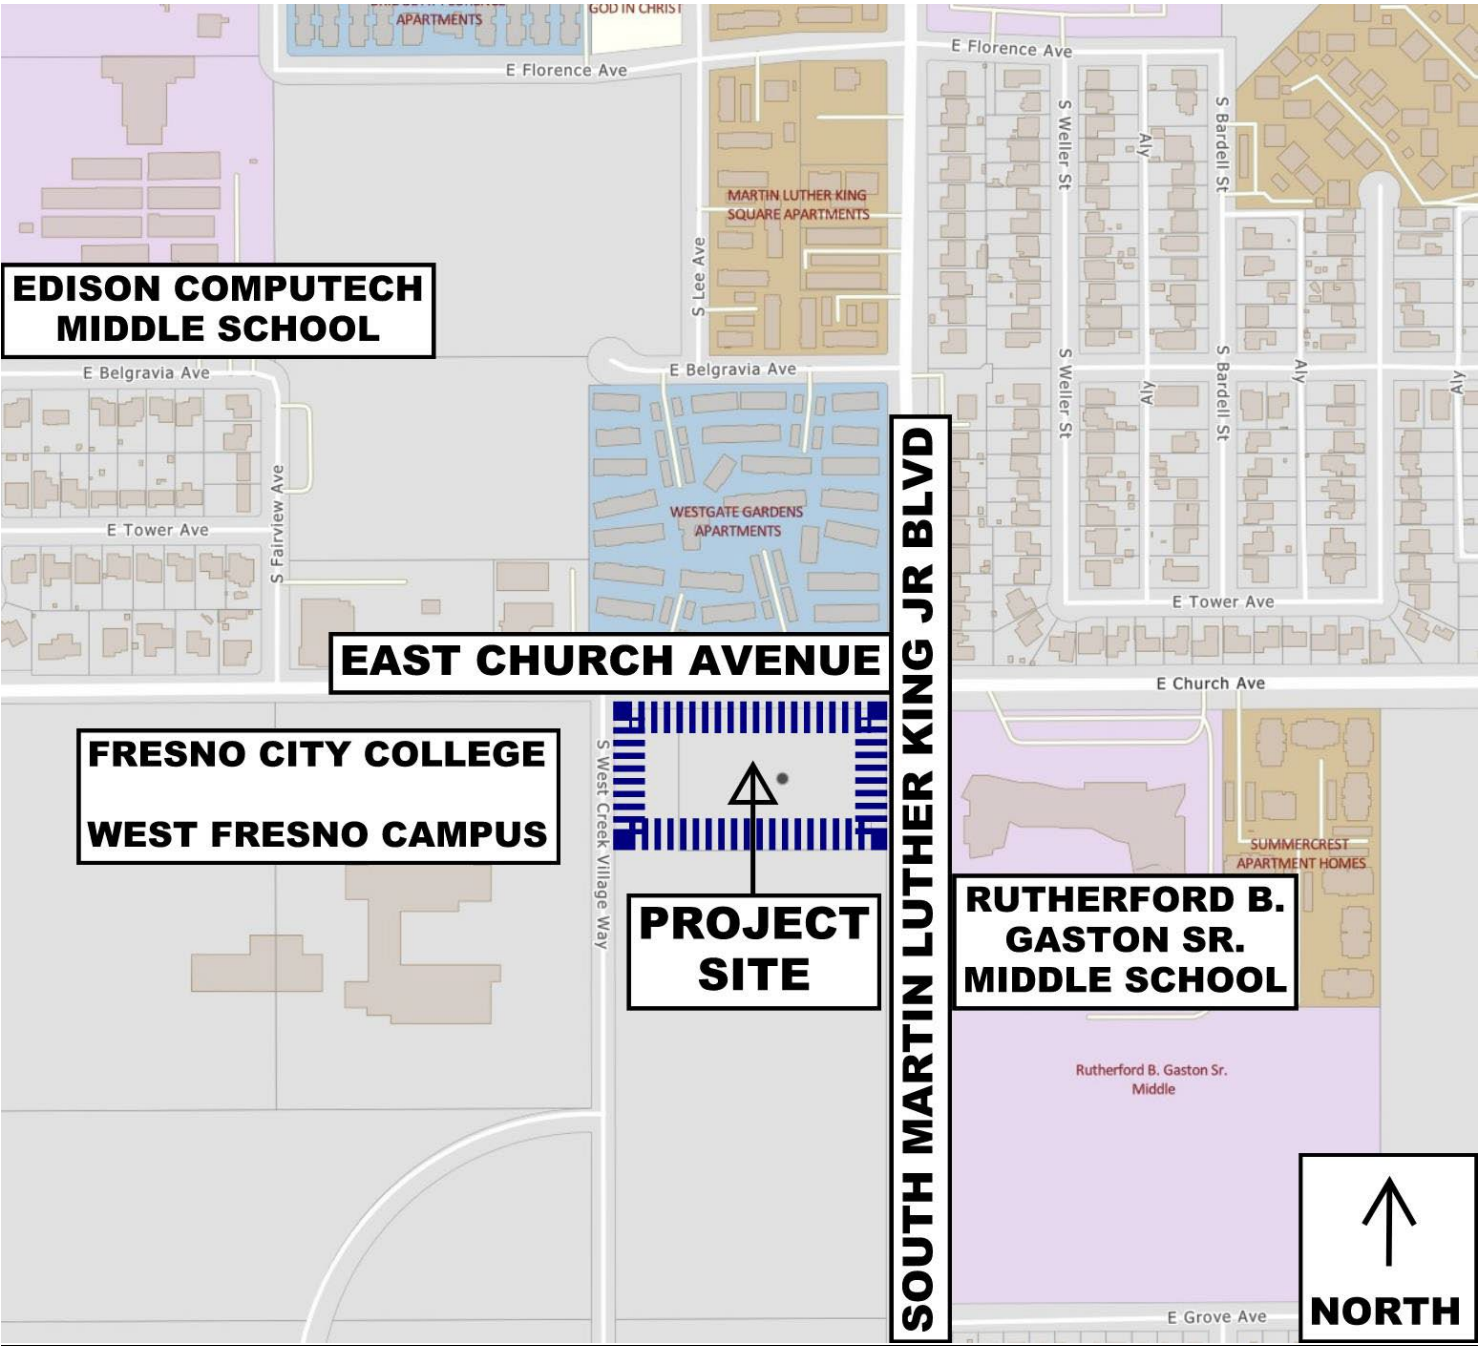 APARTMENTS
GOD IN CHRIST
E Florence Ave
E Florence Ave
S Weller St
Aly
S Bardell St
MARTIN LUTHER KING
SQUARE APARTMENTS
S Lee Ave
EDISON COMPUTECH
MIDDLE SCHOOL
E Belgravia Ave
E Belgravia Ave
S Weller St
Aly
S Bardell St
Aly
Aly
S Fairview Ave
E Tower Ave
WESTGATE GARDENS
APARTMENTS
SOUTH MARTIN LUTHER KING JR BLVD
E Tower Ave
EAST CHURCH AVENUE
E Church Ave
FRESNO CITY COLLEGE
WEST FRESNO CAMPUS
S West Creek Village Way
PROJECT
SITE
SUMMERCREST
APARTMENT HOMES
RUTHERFORD B.
GASTON SR.
MIDDLE SCHOOL
Rutherford B. Gaston Sr.
Middle
E Grove Ave
NORTH